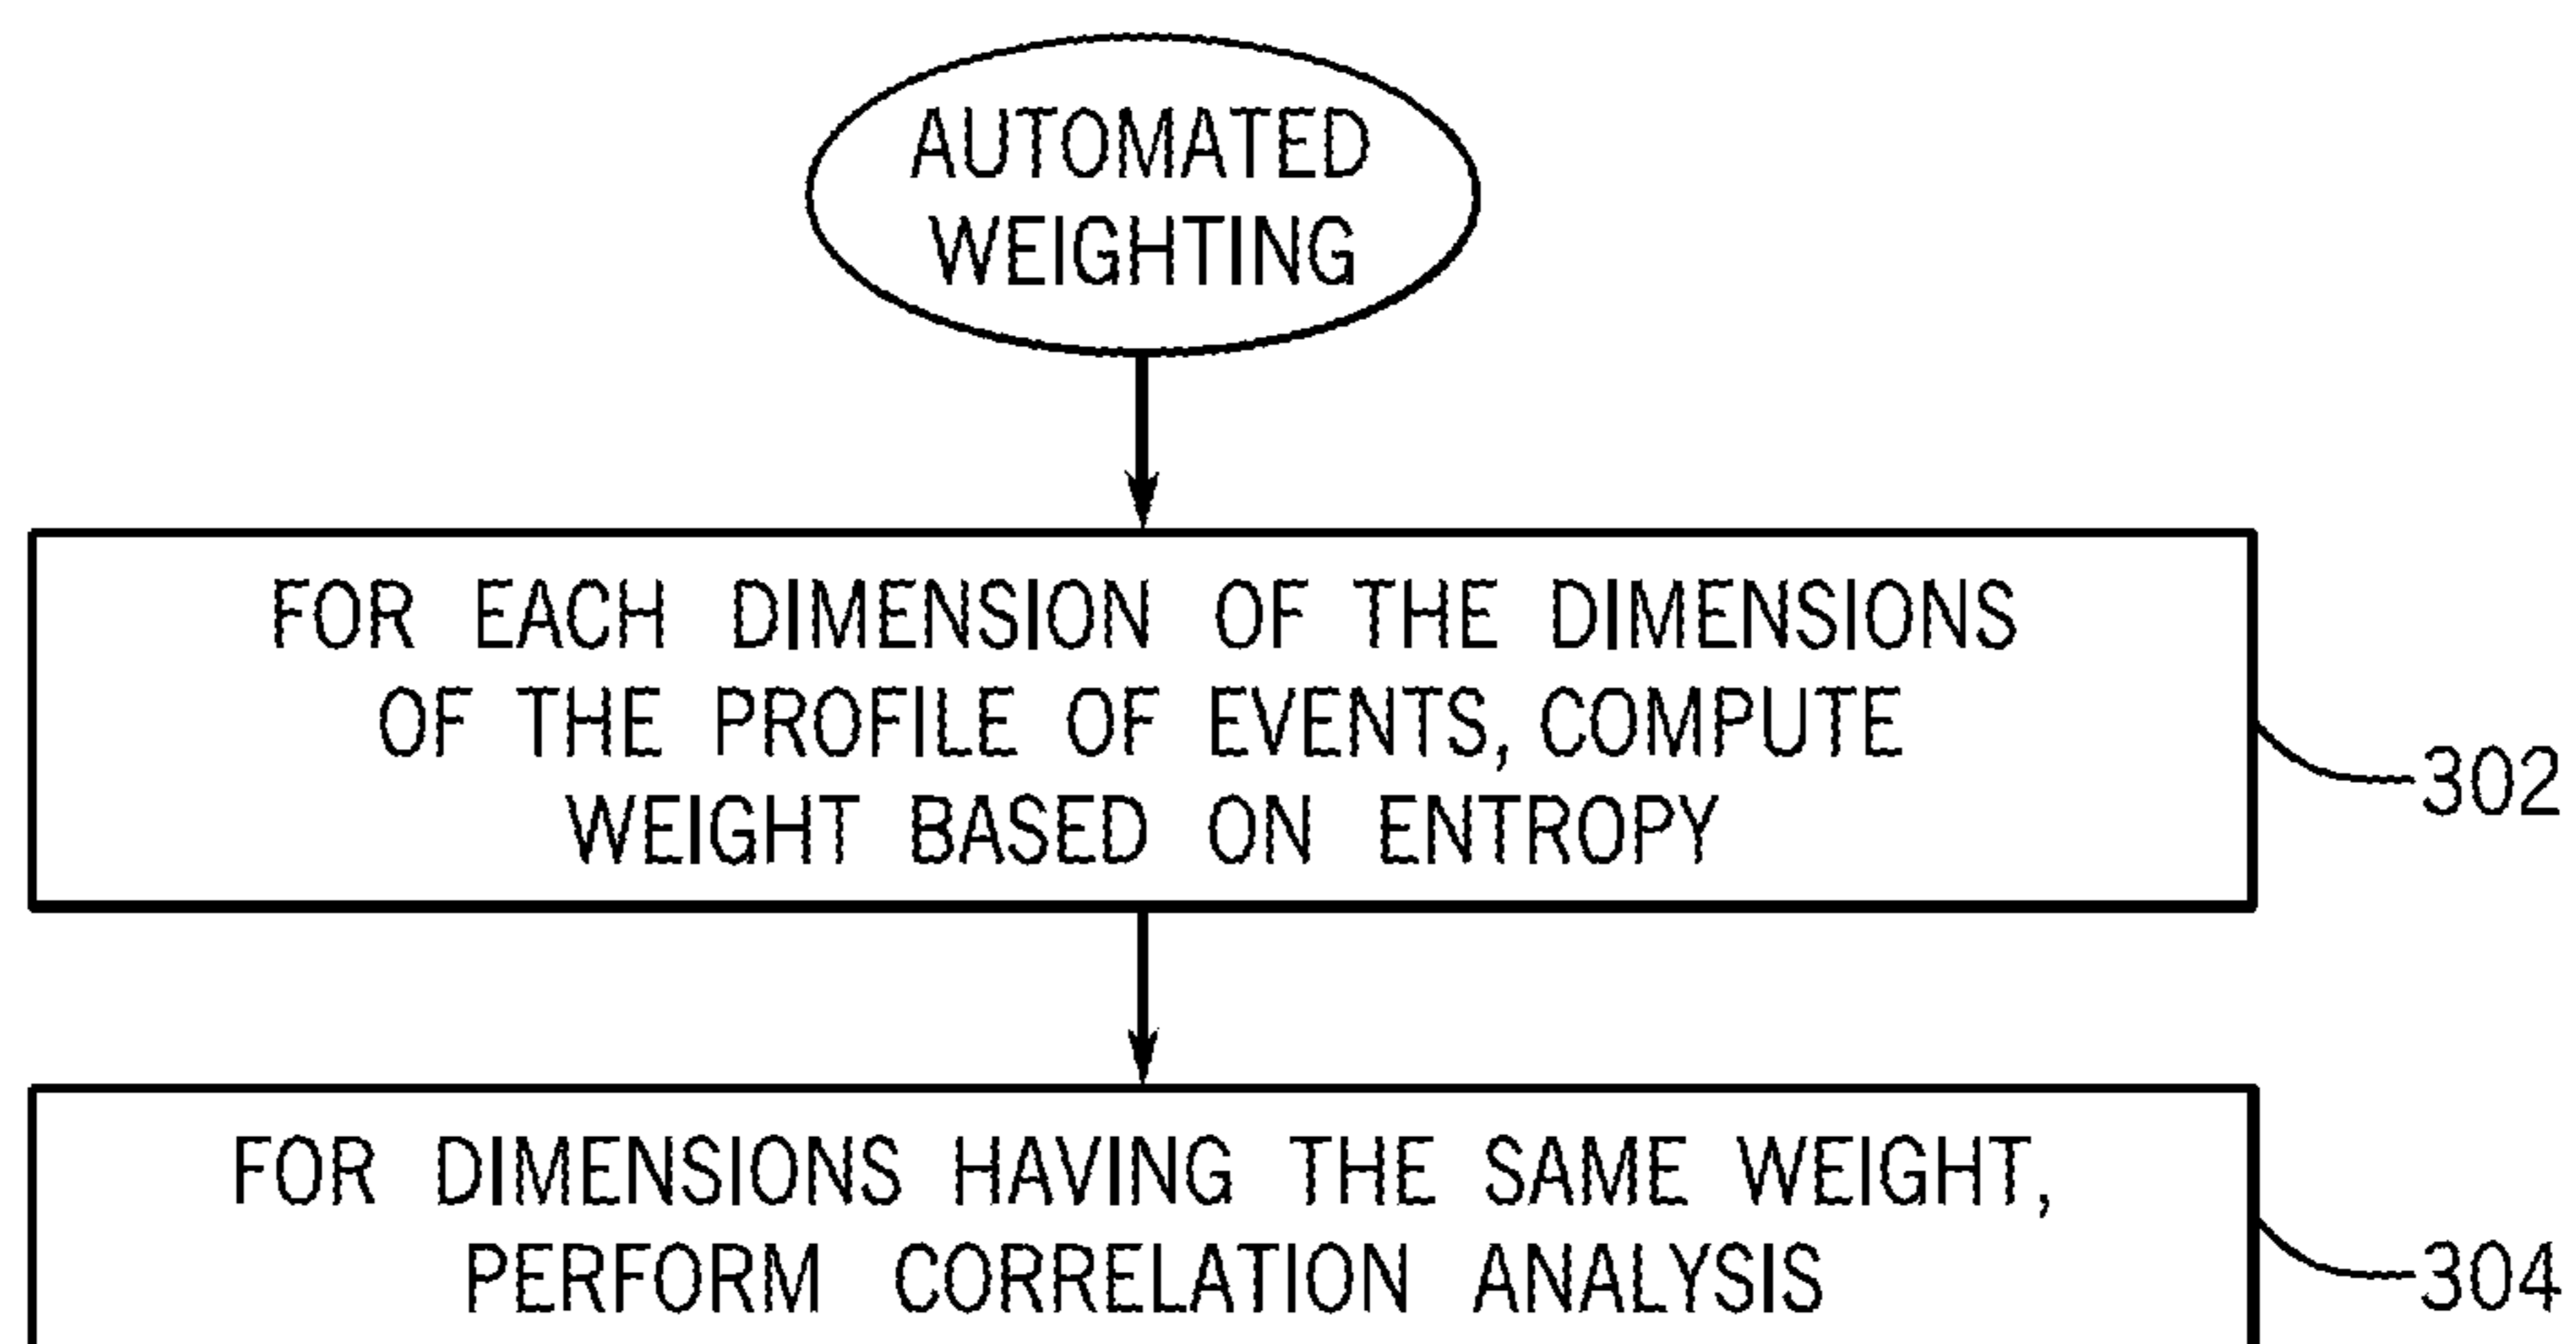 AUTOMATED
WEIGHTING
FOR EACH DIMENSION OF THE DIMENSIONS
OF THE PROFILE OF EVENTS, COMPUTE
WEIGHT BASED ON ENTROPY
302
FOR DIMENSIONS HAVING THE SAME WEIGHT,
PERFORM CORRELATION ANALYSIS
304